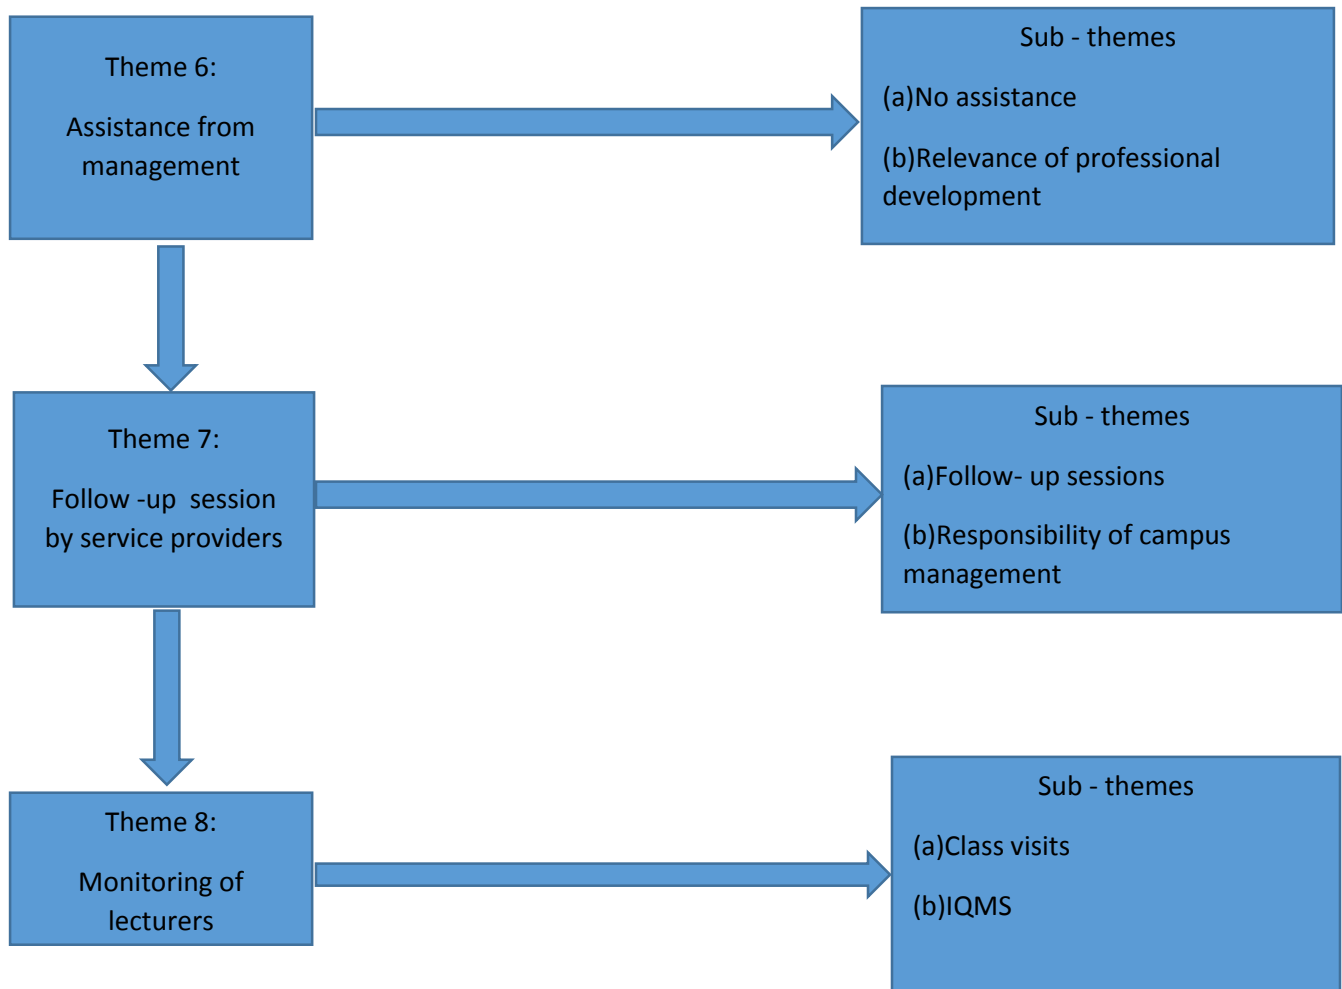 Theme 6:
Assistance from
management
Sub - themes
(a)No assistance
(b)Relevance of professional
development
Theme 7:
Follow -up  session
by service providers
Sub - themes
(a)Follow- up sessions
(b)Responsibility of campus
management
Theme 8:
Monitoring of
lecturers
Sub - themes
(a)Class visits
(b)IQMS